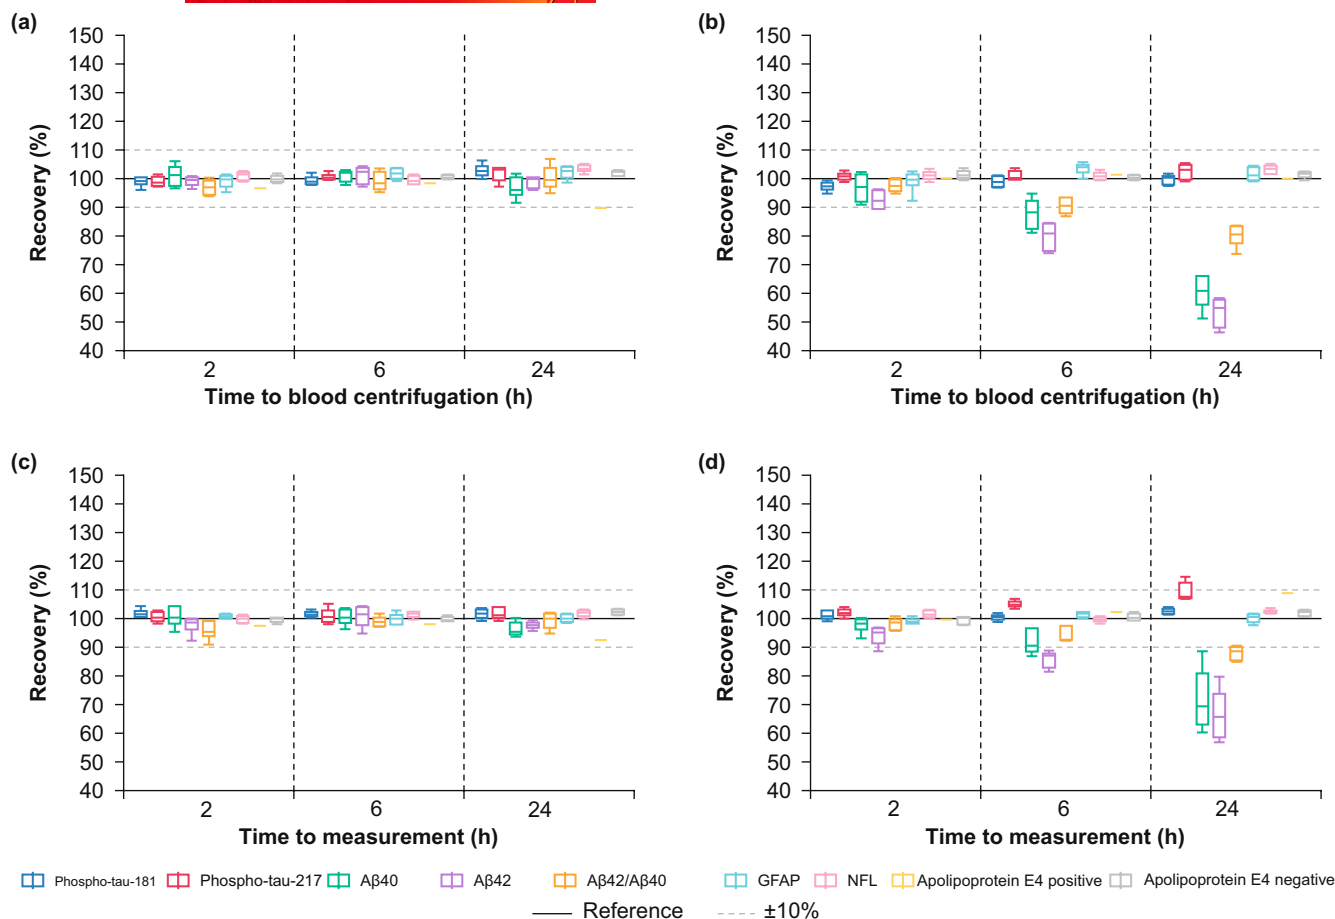 (a)
150
140
130
120
110
100
90
80
70
60
50
40
Recovery (%)
2 6 24
Time to blood centrifugation (h)
(b)
150
140
130
120
110
100
90
80
70
60
50
40
Recovery (%)
2 6 24
Time to blood centrifugation (h)
(c)
150
140
130
120
110
100
90
80
70
60
50
40
Recovery (%)
2 6 24
Time to measurement (h)
(d)
150
140
130
120
110
100
90
80
70
60
50
40
Recovery (%)
2 6 24
Time to measurement (h)
Phospho-tau-181 Phospho-tau-217 Aβ40 Aβ42 Aβ42/Aβ40 GFAP NFL Apolipoprotein E4 positive Apolipoprotein E4 negative
Reference ±10%